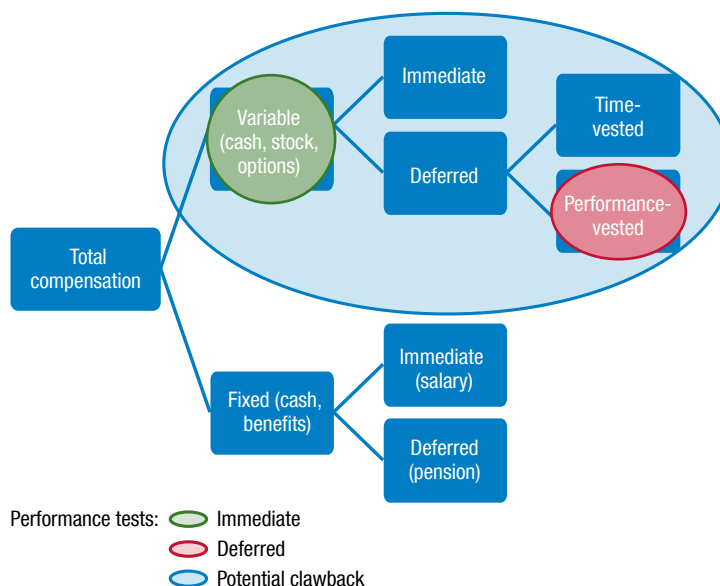 Immediate
Variable
(cash, stock,
options)
Time-
vested
Deferred
Performance-
vested
Total
compensation
Immediate
(salary)
Fixed (cash,
benefits)
Deferred
(pension)
Performance tests:
Immediate
Deferred
Potential clawback